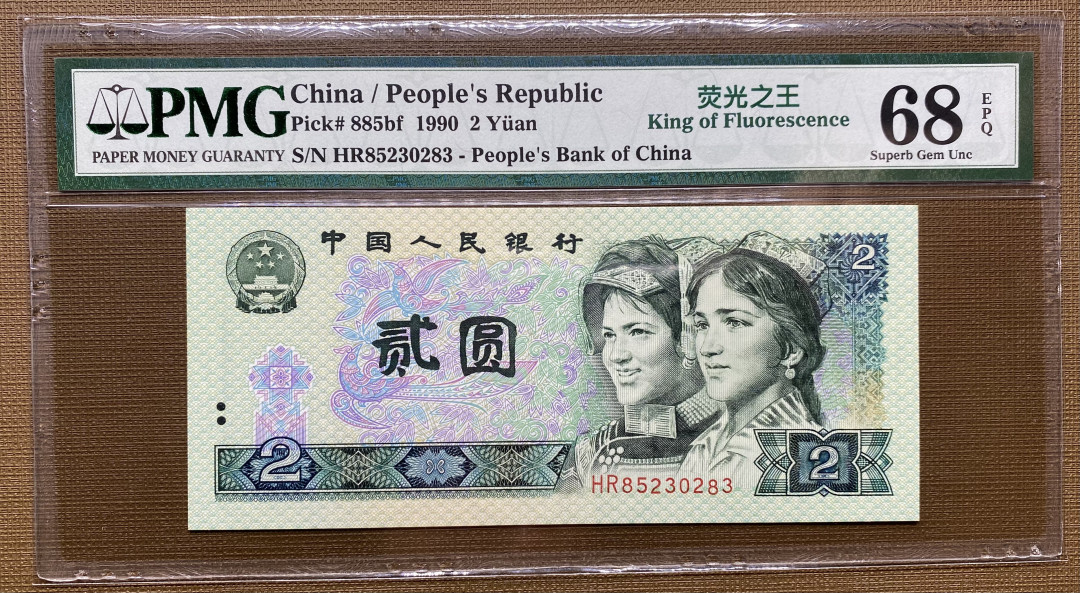 PMG
PAPER MONEY GUARANTY
China / People's Republic
Pick# 885bf 1990 2 Yüan
S/N HR85230283 - People's Bank of China
荧光之王
King of Fluorescence
68
EPQ
Superb Gem Unc
中国人民银行
2
贰圆
2
HR85230283
2